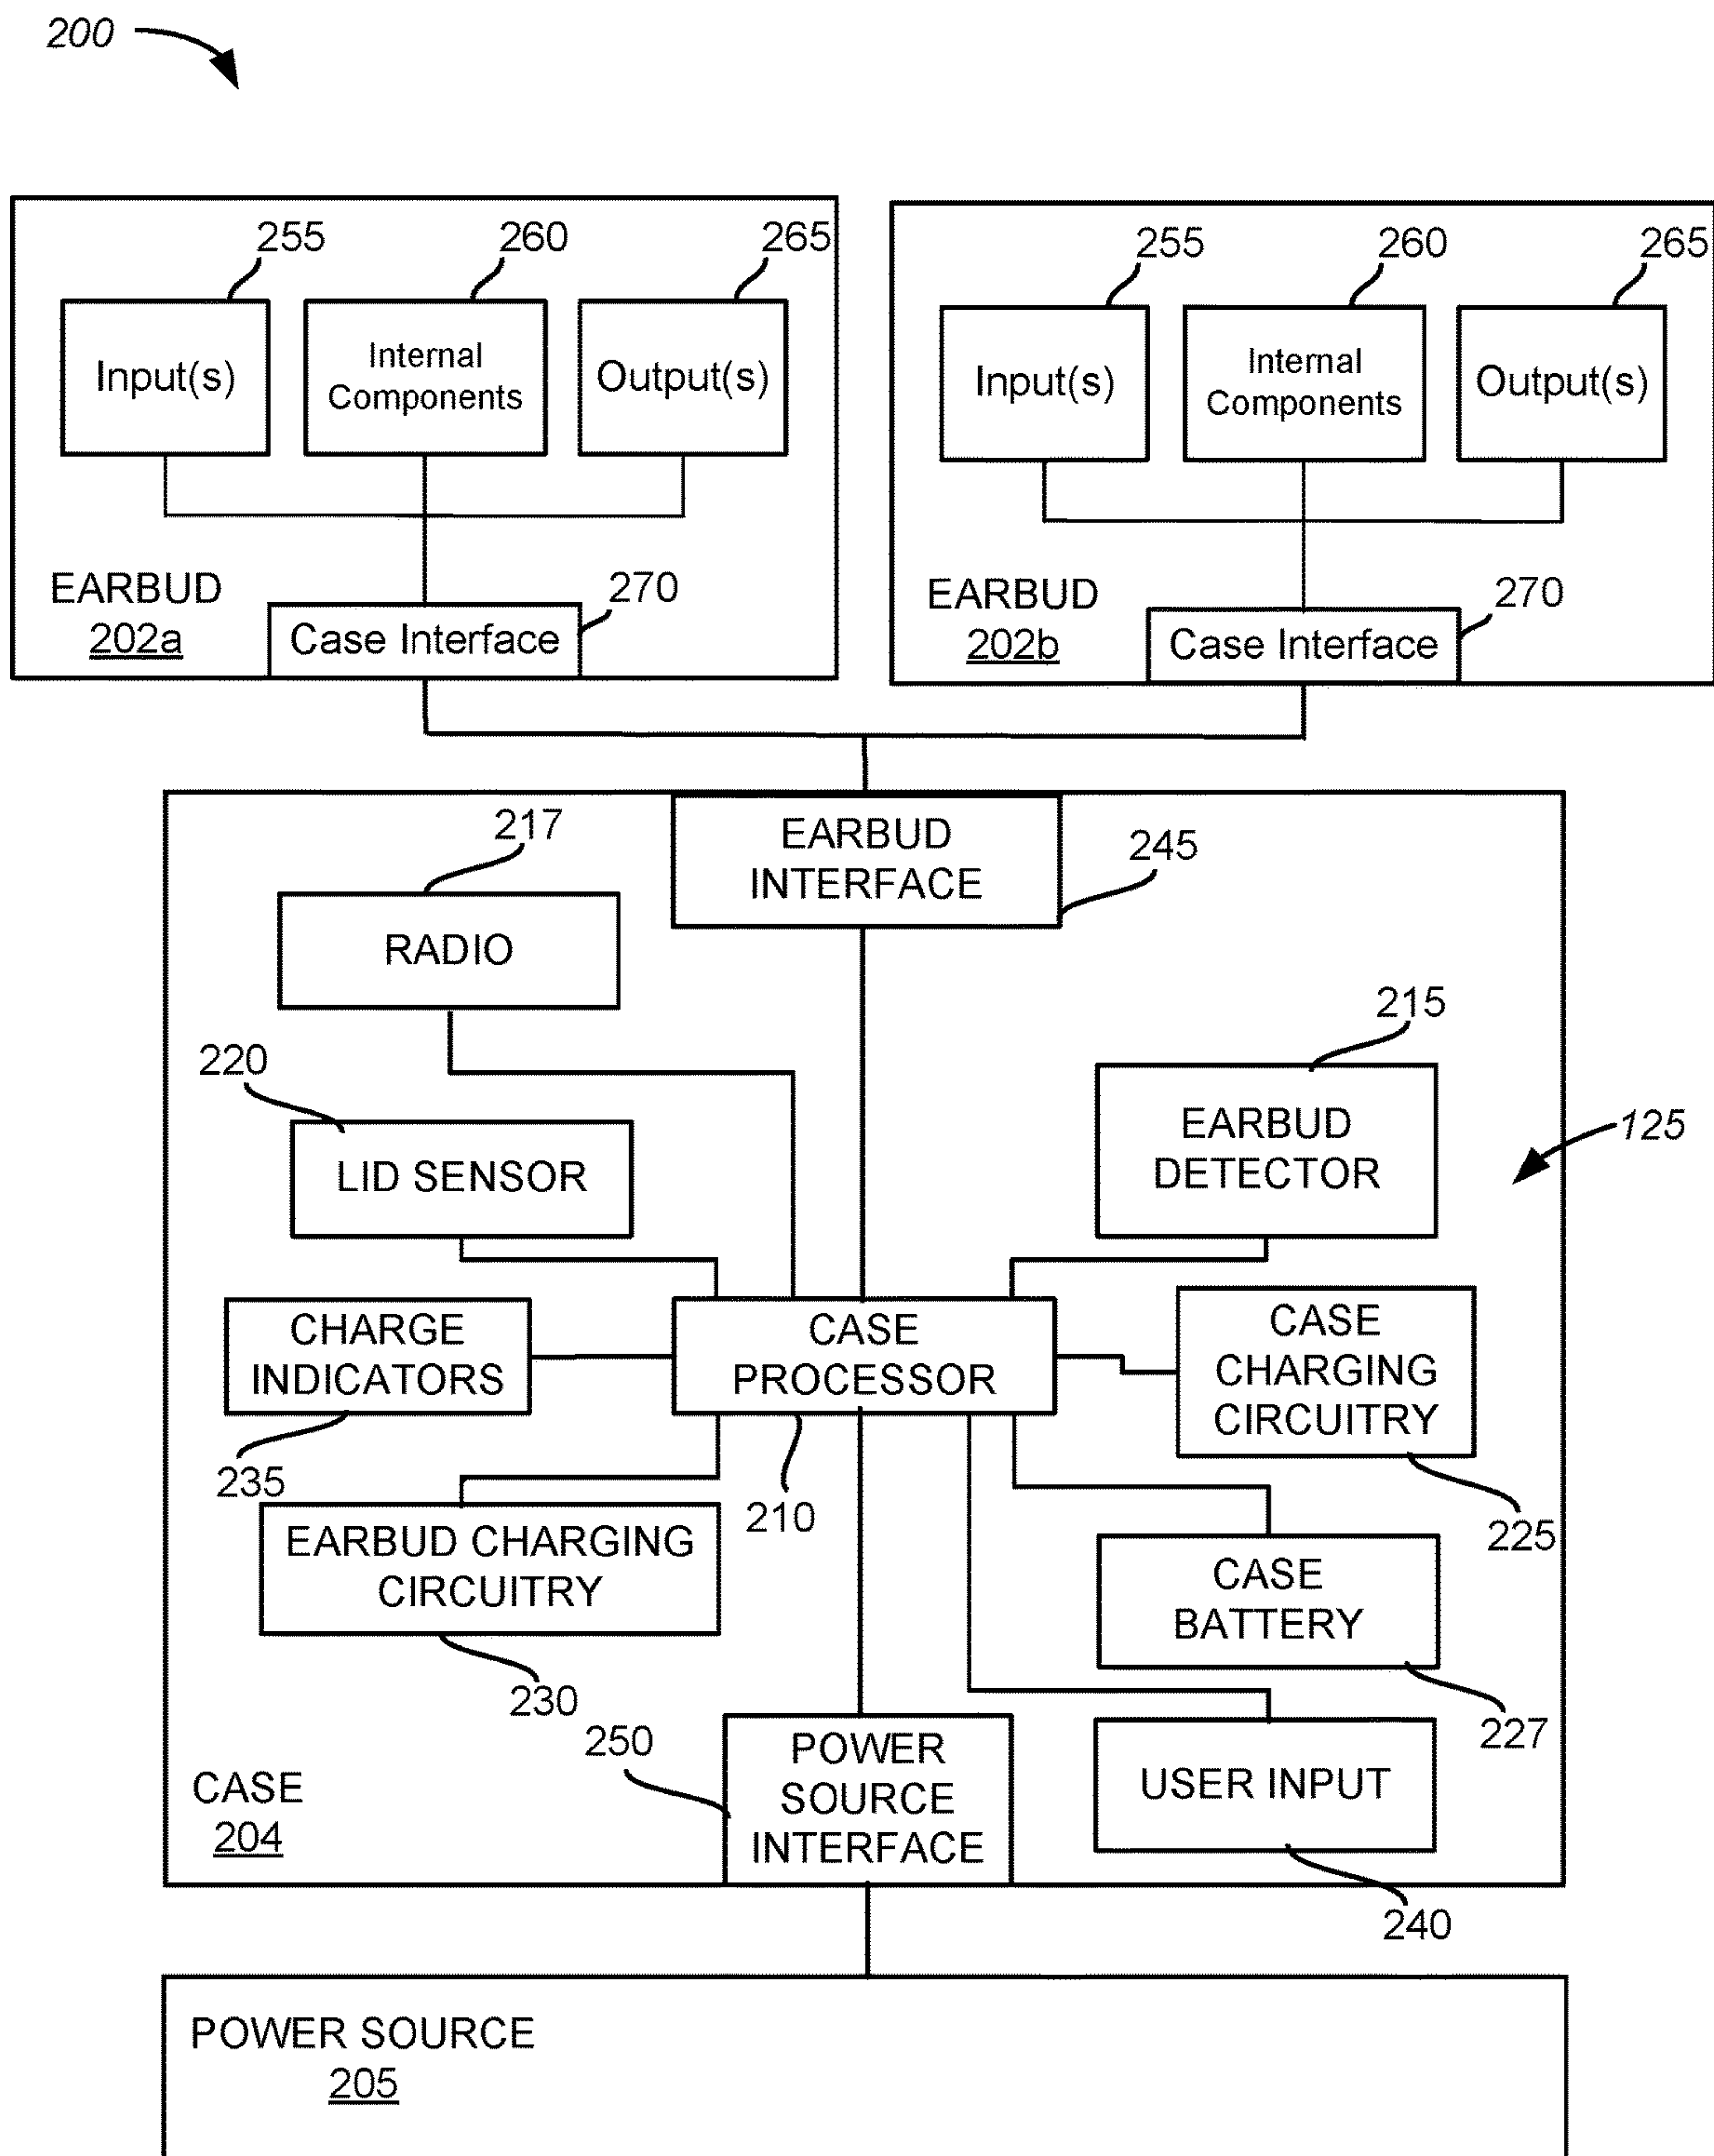 200
255
260
265
Input(s)
Internal
Components
Output(s)
EARBUD
202a
270
Case Interface
255
260
265
Input(s)
Internal
Components
Output(s)
EARBUD
202b
270
Case Interface
217
EARBUD
INTERFACE
245
RADIO
215
220
EARBUD
DETECTOR
125
LID SENSOR
CHARGE
INDICATORS
CASE
PROCESSOR
CASE
CHARGING
CIRCUITRY
235
210
225
EARBUD CHARGING
CIRCUITRY
CASE
BATTERY
230
227
250
POWER
SOURCE
INTERFACE
USER INPUT
CASE
204
240
POWER SOURCE
205